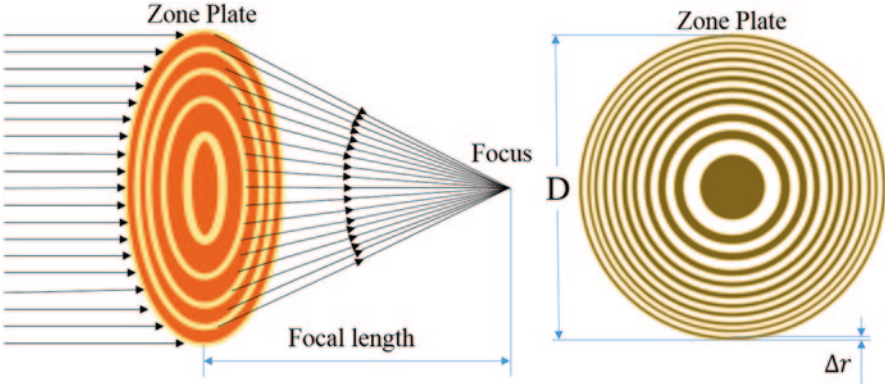 Zone Plate
Focus
Focal length
Zone Plate
D
Δr